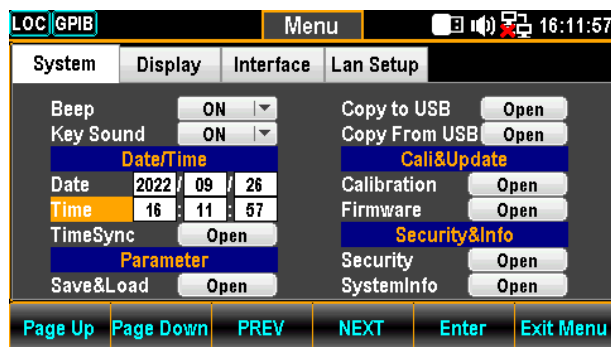 LOC GPIB Menu 16:11:57
System Display Interface Lan Setup
Beep ON Copy to USB Open
Key Sound ON Copy From USB Open
Date/Time Cali&Update
Date 2022 / 09 / 26 Calibration Open
Time 16 : 11 : 57 Firmware Open
TimeSync Open Security&Info
Parameter Security Open
Save&Load Open SystemInfo Open
Page Up Page Down PREV NEXT Enter Exit Menu